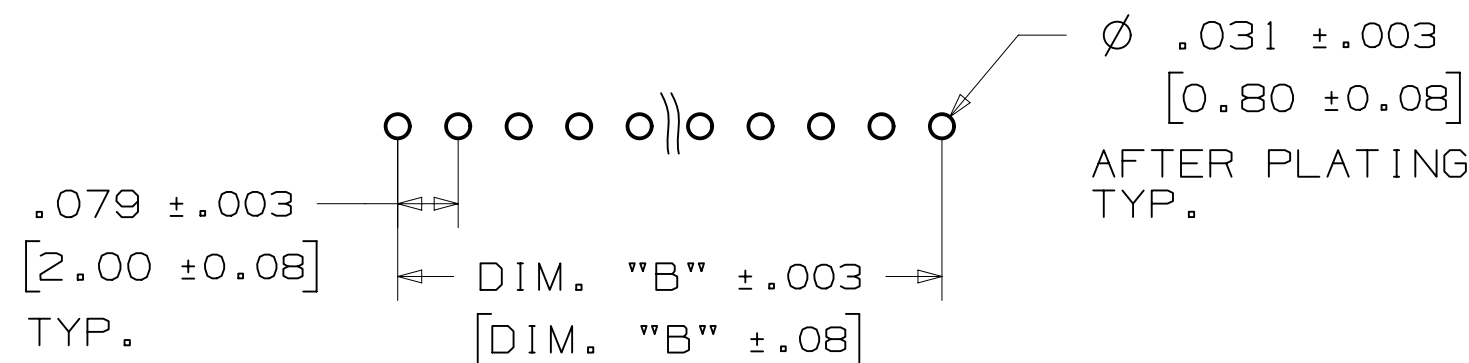 Ø .031 ±.003
[0.80 ±0.08]
AFTER PLATING
TYP.
.079 ±.003
[2.00 ±0.08]
TYP.
DIM. "B" ±.003
[DIM. "B" ±.08]